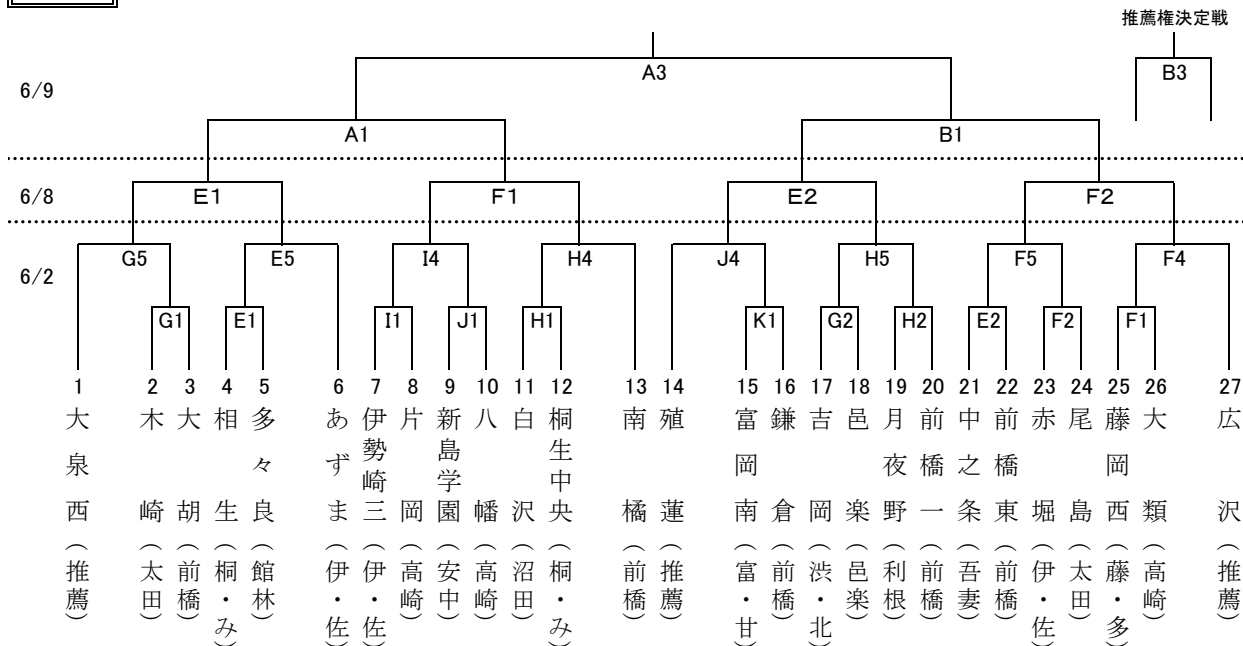 推薦権決定戦
A3
B3
6/9
A1
B1
6/8
E1
F1
E2
F2
6/2
G5
E5
I4
H4
J4
H5
F5
F4
G1
E1
I1
J1
H1
K1
G2
H2
E2
F2
F1
1 大泉西(推薦)
2 木崎(太田)
3 大胡(前橋)
4 相生(桐・み)
5 多々良(館林)
6 あずま(伊・佐)
7 伊勢崎三(伊・佐)
8 片岡(高崎)
9 新島学園(安中)
10 八幡(高崎)
11 白沢(沼田)
12 桐生中央(桐・み)
13 南橘(前橋)
14 殖蓮(推薦)
15 富岡南(富・甘)
16 鎌倉(前橋)
17 吉岡(渋・北)
18 邑楽(邑楽)
19 月夜野(利根)
20 前橋一(前橋)
21 中之条(吾妻)
22 前橋東(前橋)
23 赤堀(伊・佐)
24 尾島(太田)
25 藤岡西(藤・多)
26 大類(高崎)
27 広沢(推薦)